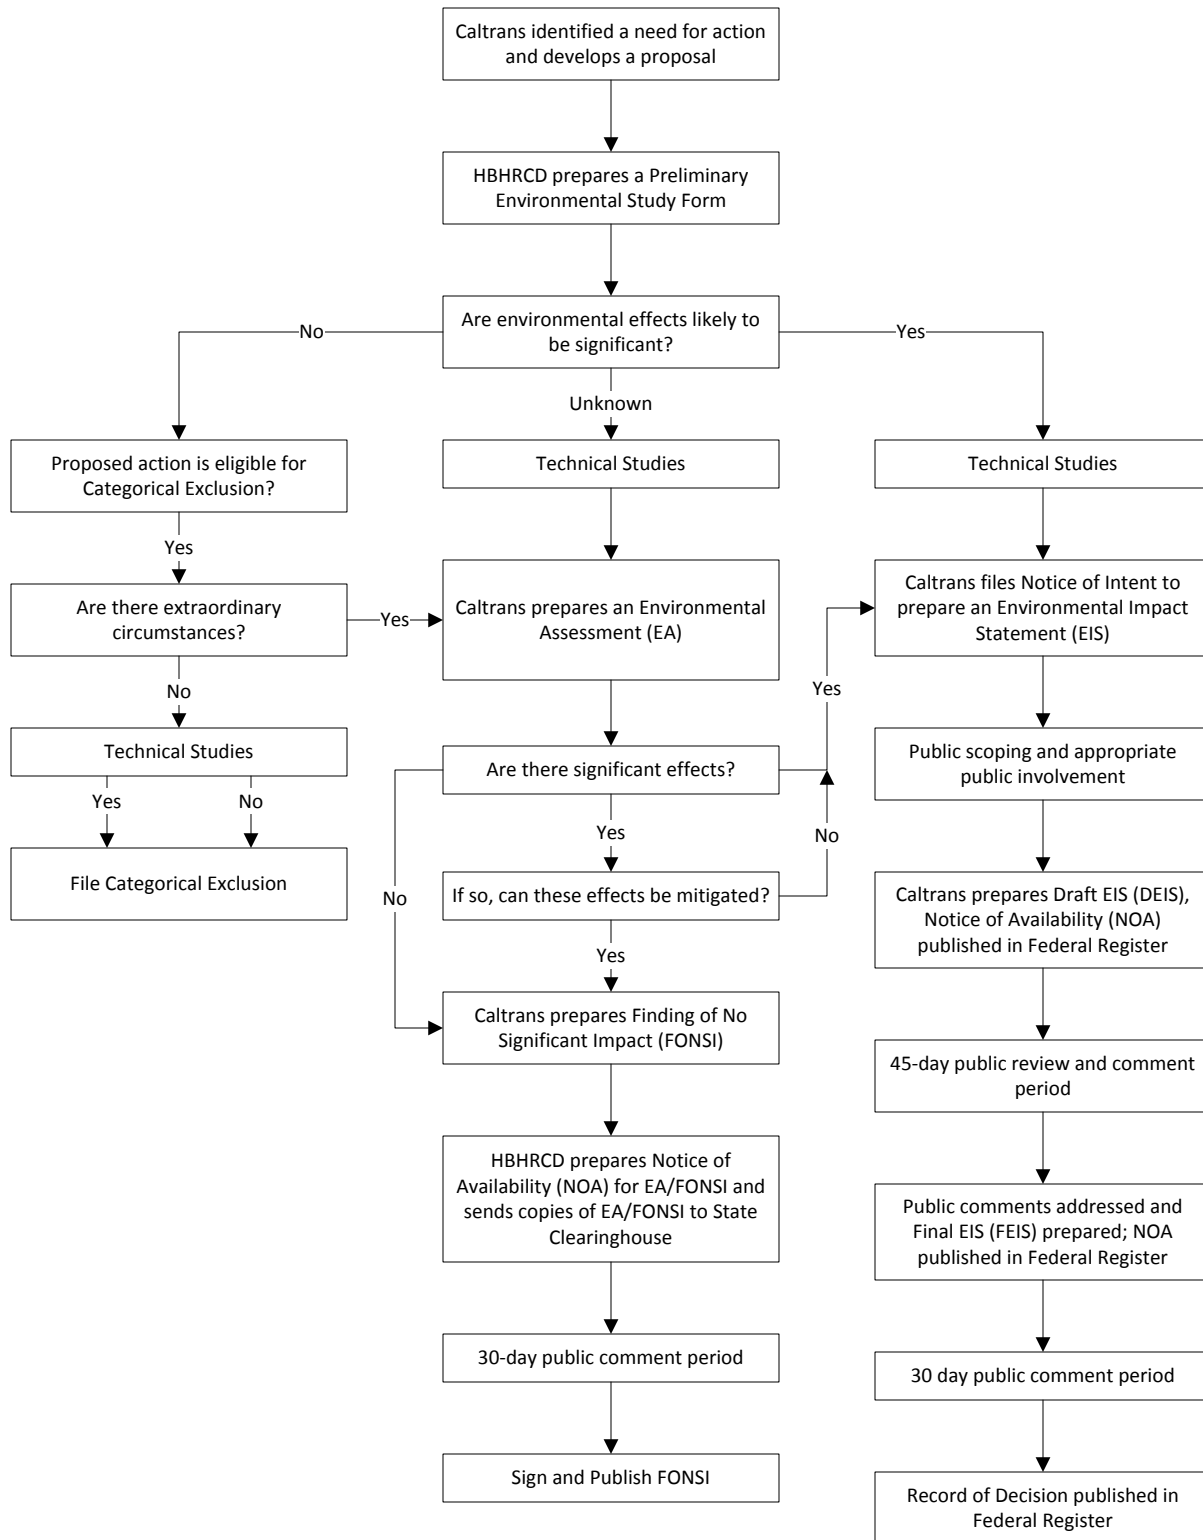 Caltrans identified a need for action
and develops a proposal
HBHRCD prepares a Preliminary
Environmental Study Form
Are environmental effects likely to
be significant?
No
Yes
Unknown
Proposed action is eligible for
Categorical Exclusion?
Technical Studies
Technical Studies
Yes
Are there extraordinary
circumstances?
Yes
Caltrans prepares an Environmental
Assessment (EA)
Caltrans files Notice of Intent to
prepare an Environmental Impact
Statement (EIS)
No
Yes
Technical Studies
Are there significant effects?
Public scoping and appropriate
public involvement
Yes
No
Yes
No
File Categorical Exclusion
No
If so, can these effects be mitigated?
Caltrans prepares Draft EIS (DEIS),
Notice of Availability (NOA)
published in Federal Register
Yes
Caltrans prepares Finding of No
Significant Impact (FONSI)
45-day public review and comment
period
HBHRCD prepares Notice of
Availability (NOA) for EA/FONSI and
sends copies of EA/FONSI to State
Clearinghouse
Public comments addressed and
Final EIS (FEIS) prepared; NOA
published in Federal Register
30-day public comment period
30 day public comment period
Sign and Publish FONSI
Record of Decision published in
Federal Register